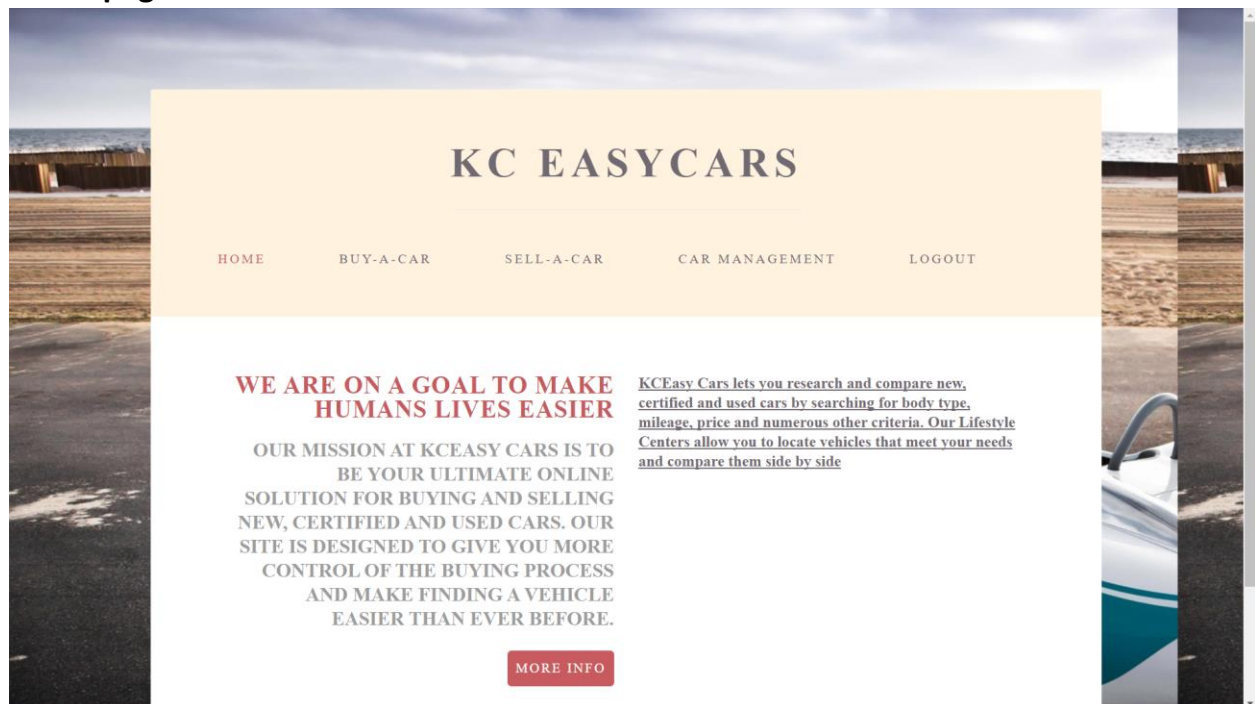 KC EASYCARS
HOME BUY-A-CAR SELL-A-CAR CAR MANAGEMENT LOGOUT
WE ARE ON A GOAL TO MAKE
HUMANS LIVES EASIER
OUR MISSION AT KCEASY CARS IS TO
BE YOUR ULTIMATE ONLINE
SOLUTION FOR BUYING AND SELLING
NEW, CERTIFIED AND USED CARS. OUR
SITE IS DESIGNED TO GIVE YOU MORE
CONTROL OF THE BUYING PROCESS
AND MAKE FINDING A VEHICLE
EASIER THAN EVER BEFORE.
MORE INFO
KCEasy Cars lets you research and compare new,
certified and used cars by searching for body type,
mileage, price and numerous other criteria. Our Lifestyle
Centers allow you to locate vehicles that meet your needs
and compare them side by side